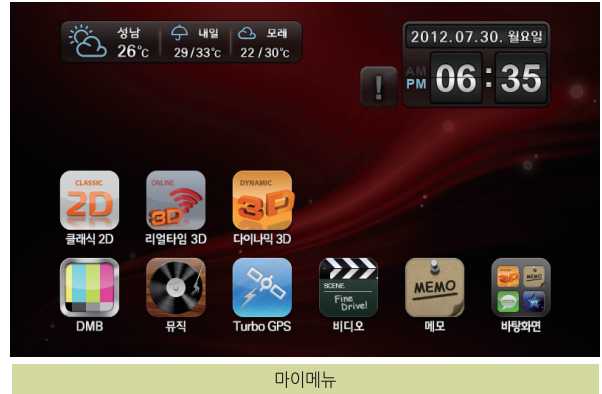 성남 내일 모레
26°c 29/33°c 22/30°c
2012.07.30. 월요일
!
AM
PM 06:35
CLASSIC ONLINE DYNAMIC
2D 3D 3D
클래식 2D 리얼타임 3D 다이나믹 3D
SCENE.
Fine
Drive!
MEMO
MEMO
DMB 뮤직 Turbo GPS 비디오 메모 바탕화면
마이메뉴